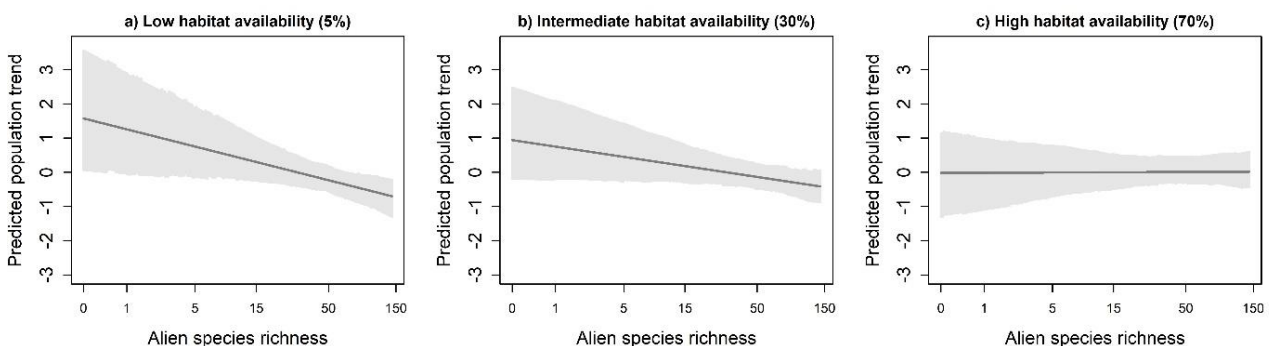 a) Low habitat availability (5%)
Predicted population trend
3
2
1
0
-1
-2
-3
0 1 5 15 50 150
Alien species richness
b) Intermediate habitat availability (30%)
Predicted population trend
3
2
1
0
-1
-2
-3
0 1 5 15 50 150
Alien species richness
c) High habitat availability (70%)
Predicted population trend
3
2
1
0
-1
-2
-3
0 1 5 15 50 150
Alien species richness